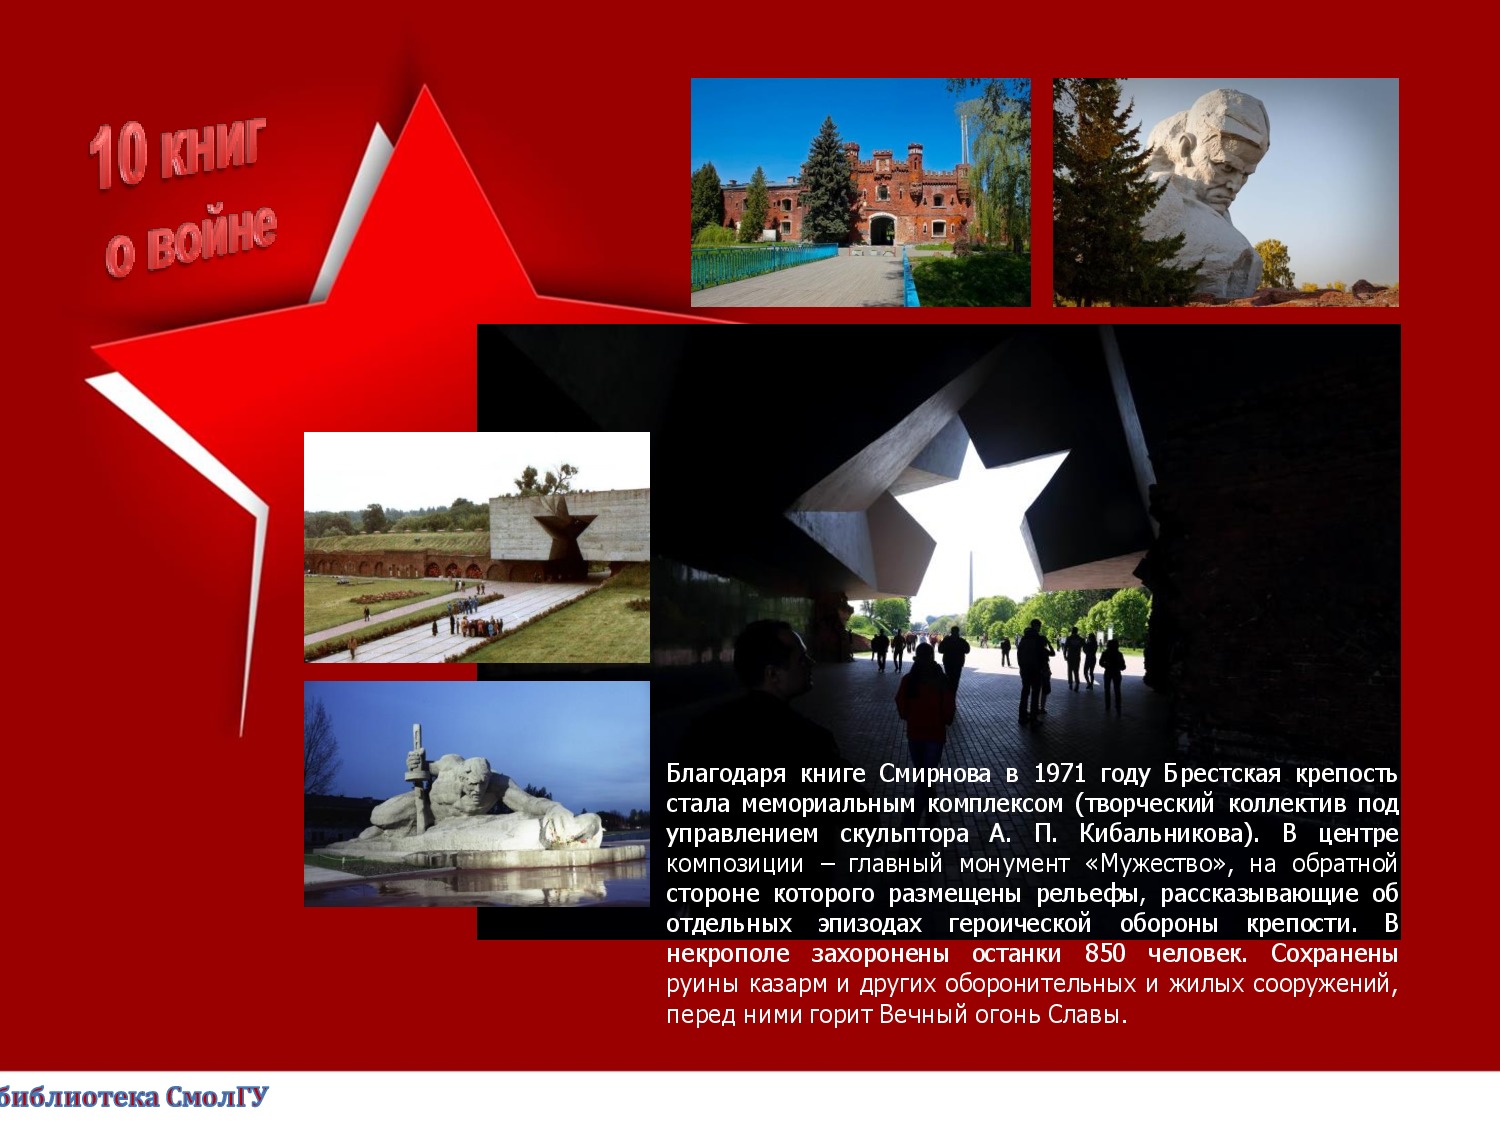 10 книг
о войне
Благодаря книге Смирнова в 1971 году Брестская крепость
стала мемориальным комплексом (творческий коллектив под
управлением скульптора А. П. Кибальникова). В центре
композиции – главный монумент «Мужество», на обратной
стороне которого размещены рельефы, рассказывающие об
отдельных эпизодах героической обороны крепости. В
некрополе захоронены останки 850 человек. Сохранены
руины казарм и других оборонительных и жилых сооружений,
перед ними горит Вечный огонь Славы.
библиотека СмолГУ